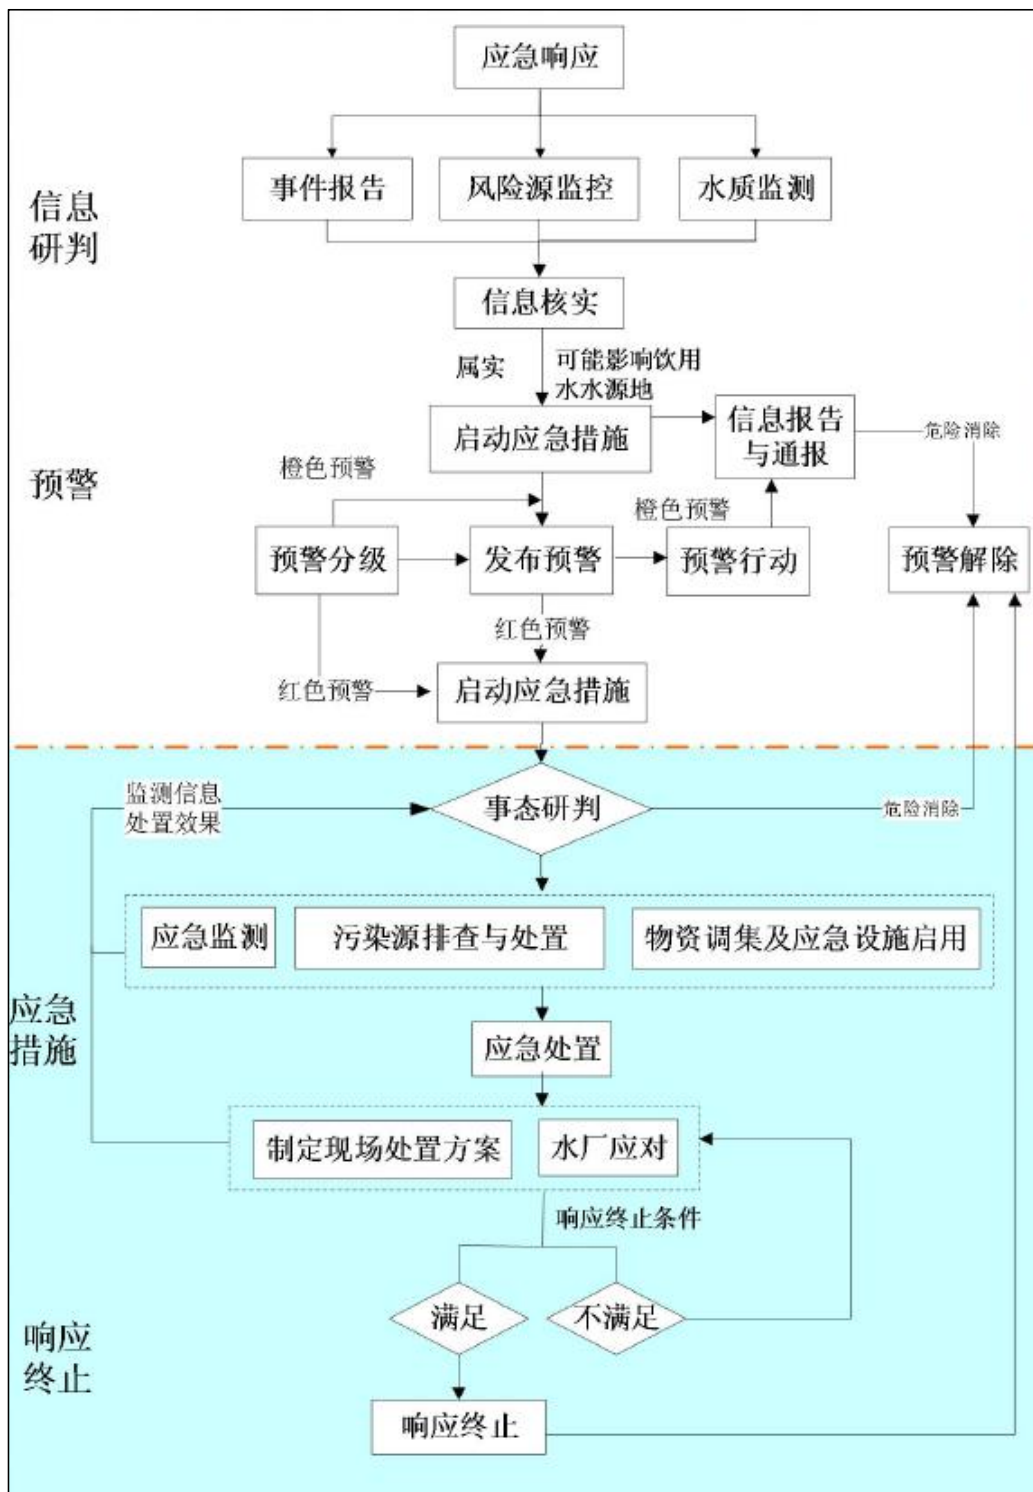 应急响应
事件报告
风险源监控
水质监测
信息
研判
信息核实
属实
可能影响饮用
水水源地
启动应急措施
信息报告
与通报
危险消除
预警
橙色预警
橙色预警
预警分级
发布预警
预警行动
预警解除
红色预警
红色预警
启动应急措施
监测信息
处置效果
事态研判
危险消除
应急监测
污染源排查与处置
物资调集及应急设施启用
应急
措施
应急处置
制定现场处置方案
水厂应对
响应终止条件
满足
不满足
响应
终止
响应终止